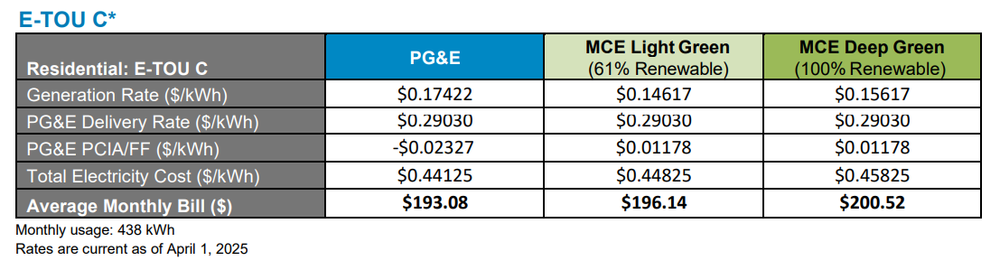 E-TOU C*
Residential: E-TOU C PG&E MCE Light Green (61% Renewable) MCE Deep Green (100% Renewable)
Generation Rate ($/kWh) $0.17422 $0.14617 $0.15617
PG&E Delivery Rate ($/kWh) $0.29030 $0.29030 $0.29030
PG&E PCIA/FF ($/kWh) -$0.02327 $0.01178 $0.01178
Total Electricity Cost ($/kWh) $0.44125 $0.44825 $0.45825
Average Monthly Bill ($) $193.08 $196.14 $200.52
Monthly usage: 438 kWh
Rates are current as of April 1, 2025